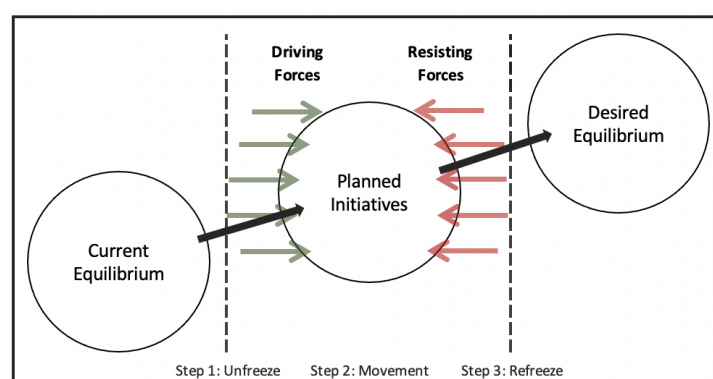 Driving
Forces
Resisting
Forces
Desired
Equilibrium
Planned
Initiatives
Current
Equilibrium
Step 1: Unfreeze
Step 2: Movement
Step 3: Refreeze